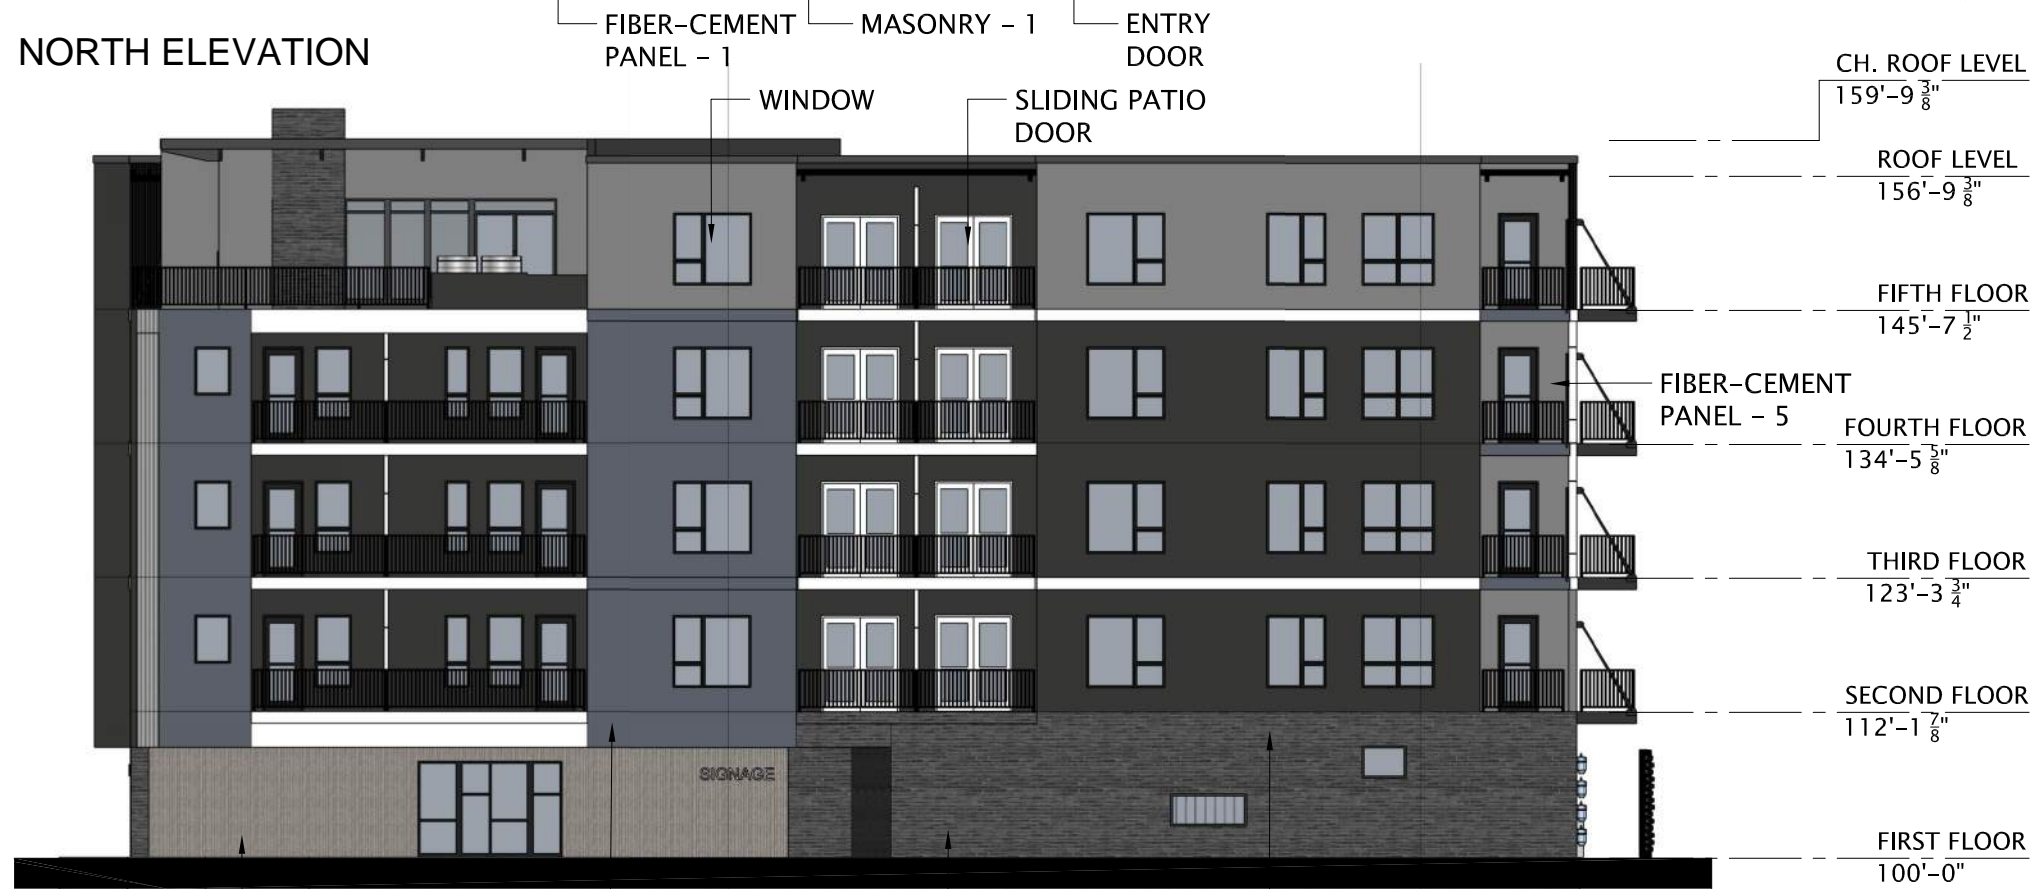 FIBER-CEMENT
PANEL - 1
MASONRY - 1
ENTRY
DOOR
NORTH ELEVATION
WINDOW
SLIDING PATIO
DOOR
CH. ROOF LEVEL
159'-9 3/8"
ROOF LEVEL
156'-9 3/8"
FIFTH FLOOR
145'-7 1/2"
FIBER-CEMENT
PANEL - 5
FOURTH FLOOR
134'-5 5/8"
THIRD FLOOR
123'-3 3/4"
SECOND FLOOR
112'-1 7/8"
SIGNAGE
FIRST FLOOR
100'-0"